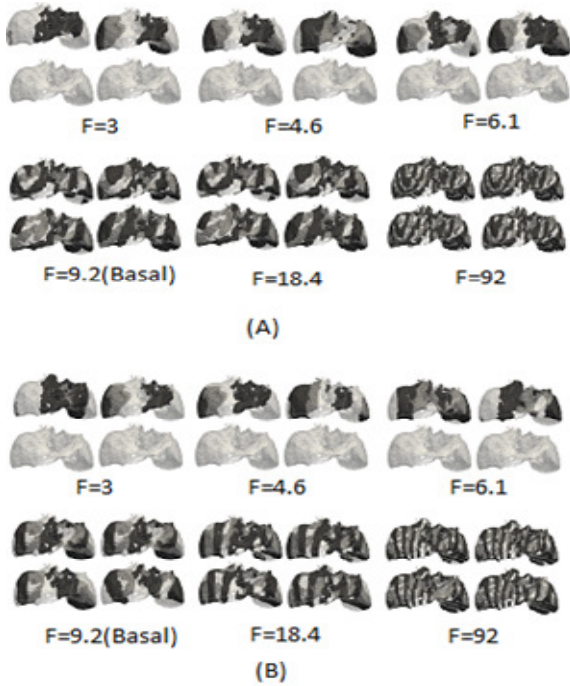 F=3 F=4.6 F=6.1
F=9.2(Basal) F=18.4 F=92
(A)
F=3 F=4.6 F=6.1
F=9.2(Basal) F=18.4 F=92
(B)